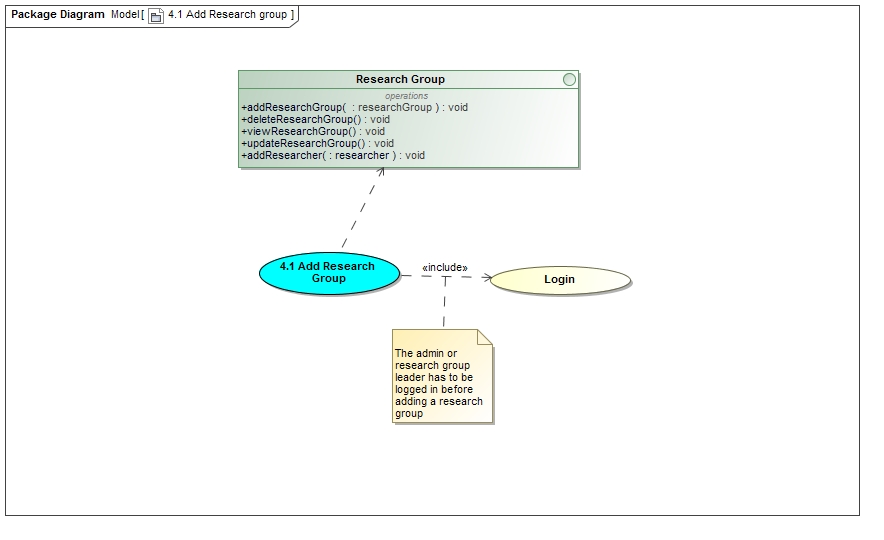 Package Diagram Model[ 4.1 Add Research group ]
Research Group
operations
+addResearchGroup( : researchGroup ) : void
+deleteResearchGroup() : void
+viewResearchGroup() : void
+updateResearchGroup() : void
+addResearcher( : researcher ) : void
4.1 Add Research
Group
«include»
Login
The admin or
research group
leader has to be
logged in before
adding a research
group